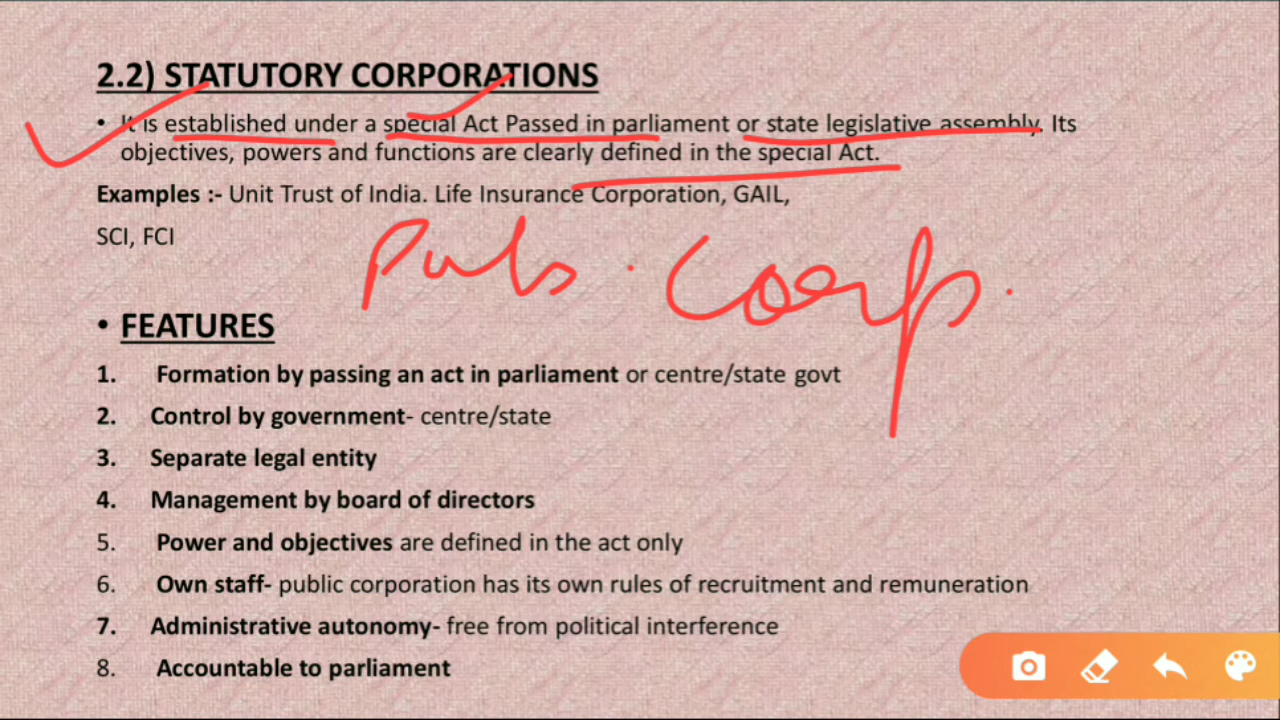 2.2) STATUTORY CORPORATIONS
• It is established under a special Act Passed in parliament or state legislative assembly. Its
objectives, powers and functions are clearly defined in the special Act.
Examples :- Unit Trust of India. Life Insurance Corporation, GAIL,
SCI, FCI
Pub. Corp.
• FEATURES
1. Formation by passing an act in parliament or centre/state govt
2. Control by government- centre/state
3. Separate legal entity
4. Management by board of directors
5. Power and objectives are defined in the act only
6. Own staff- public corporation has its own rules of recruitment and remuneration
7. Administrative autonomy- free from political interference
8. Accountable to parliament